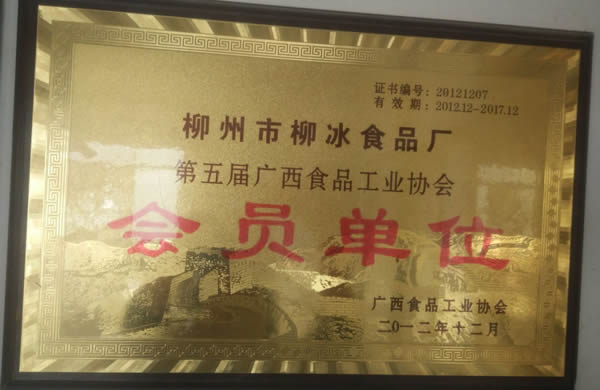 证书编号: 20121207
有 效 期: 2012.12-2017.12
柳州市柳冰食品厂
第五届广西食品工业协会
会员单位
广西食品工业协会
二〇一二年十二月